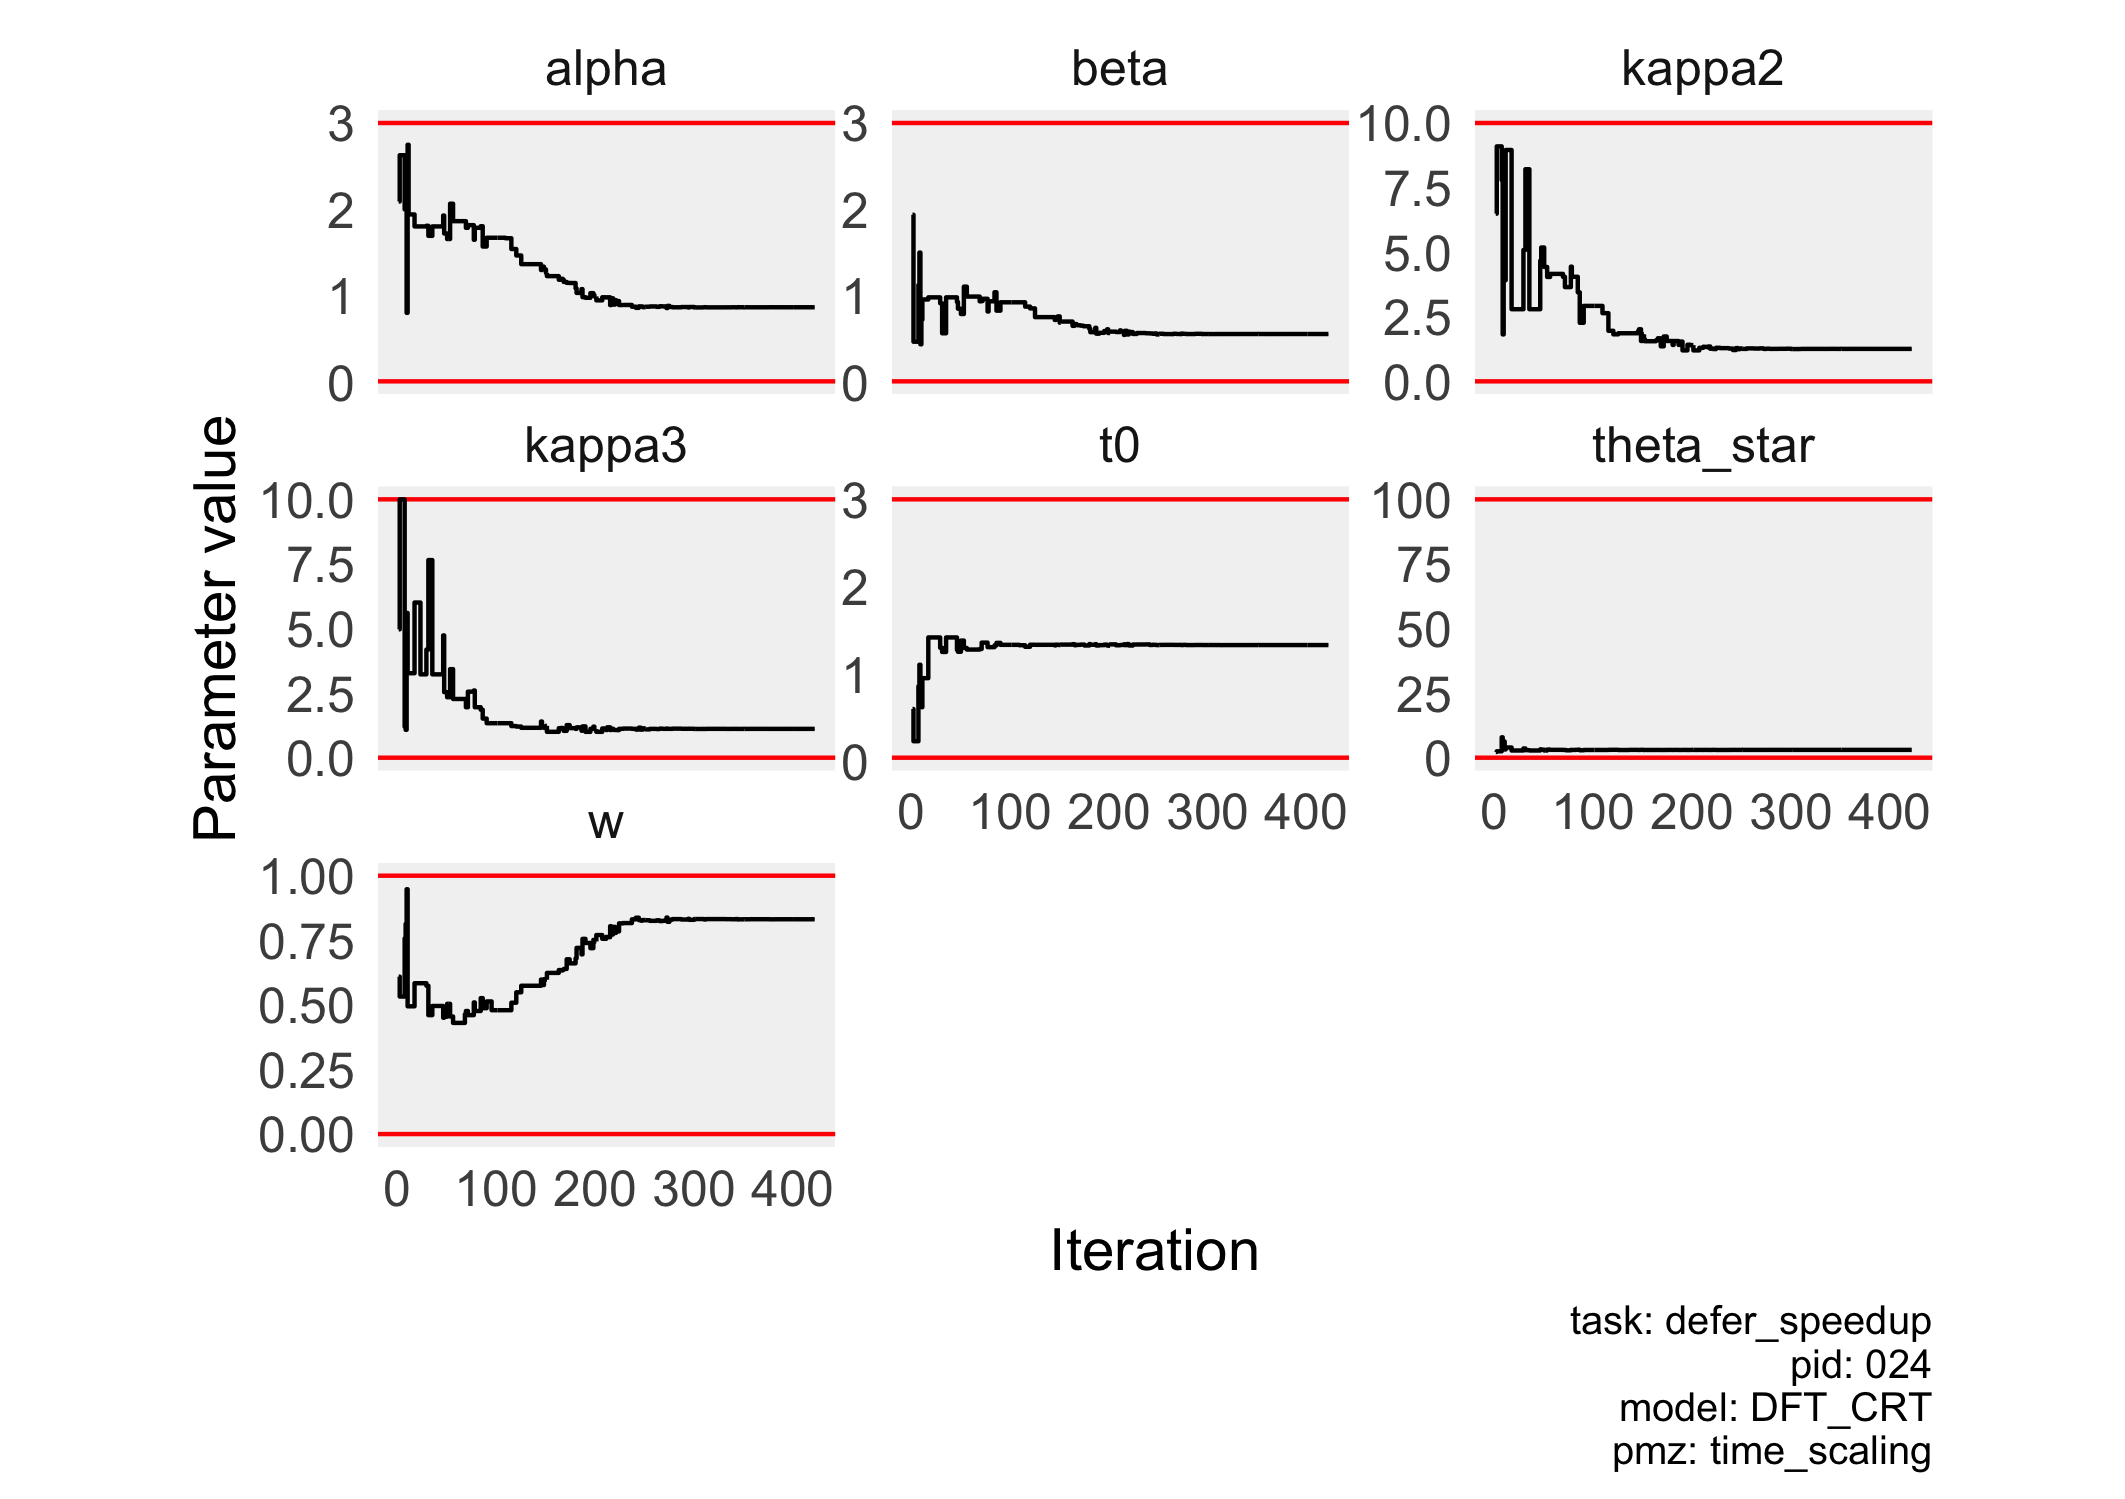 alpha
beta
kappa2
3
2
1
0
3
2
1
0
10.0
7.5
5.0
2.5
0.0
kappa3
t0
theta_star
10.0
7.5
5.0
2.5
0.0
3
2
1
0
100
75
50
25
0
0 100 200 300 400
0 100 200 300 400
w
1.00
0.75
0.50
0.25
0.00
0 100 200 300 400
Parameter value
Iteration
task: defer_speedup
pid: 024
model: DFT_CRT
pmz: time_scaling